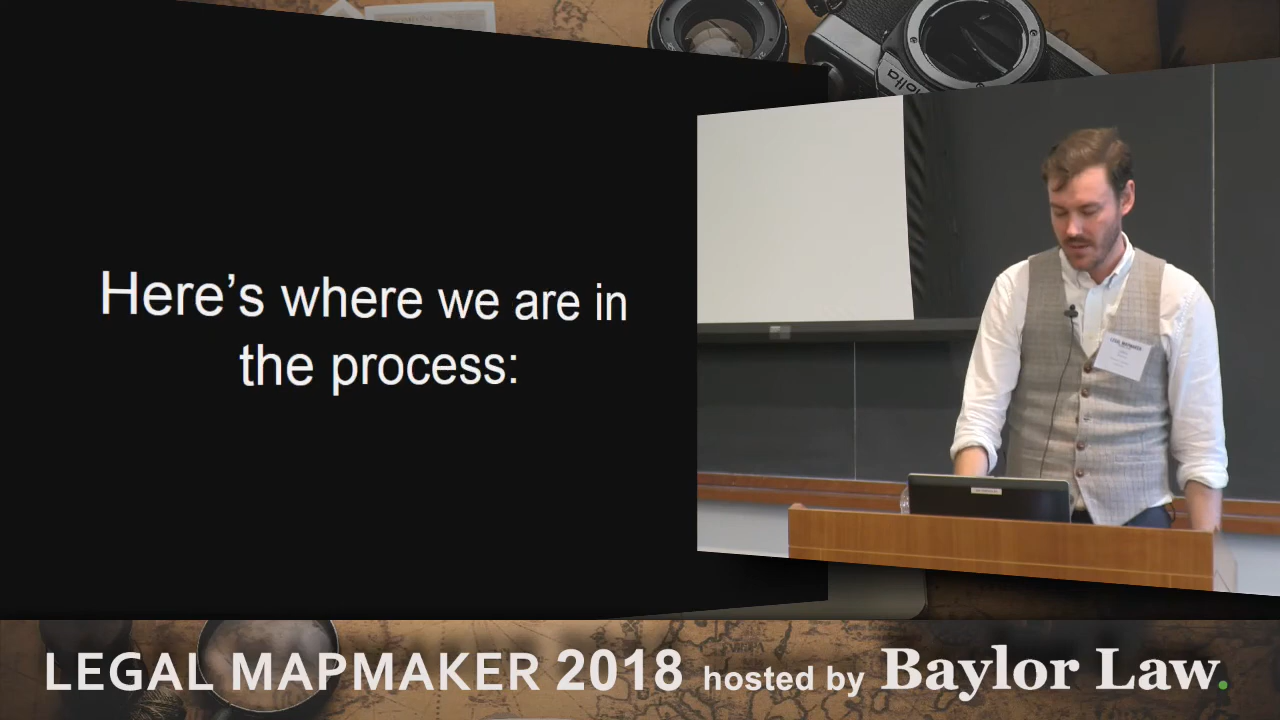 Here’s where we are in
the process:
LEGAL MAPMAKER 2018 hosted by Baylor Law.